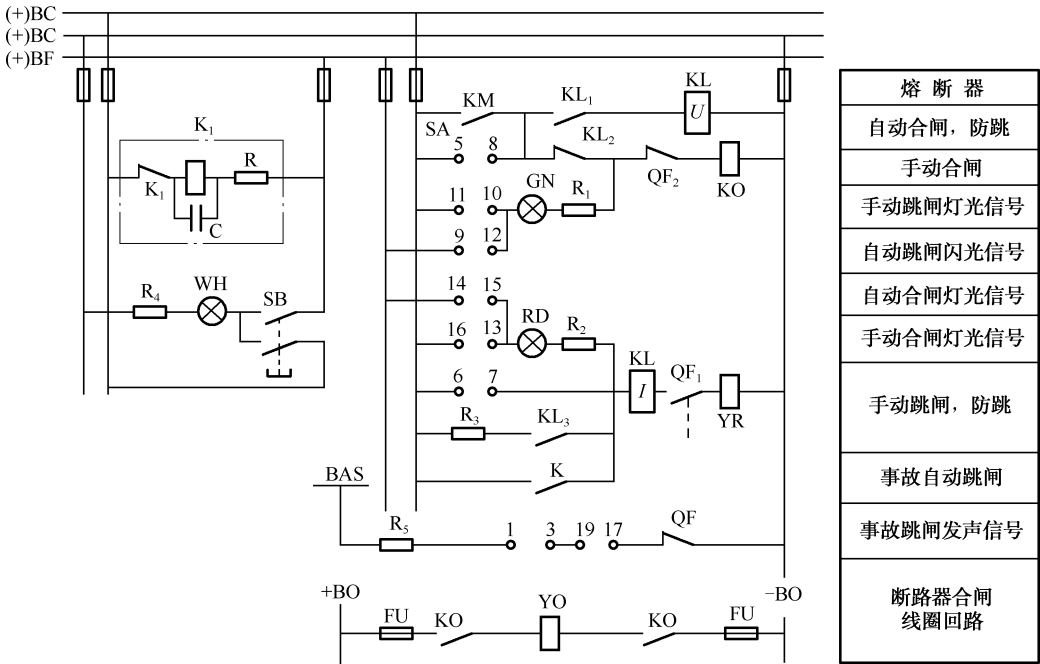 (+)BC
(+)BC
(+)BF
KM
KL₁
KL
U
熔断器
SA
5
8
KL₂
自动合闸，防跳
K₁
K₁
R
C
GN
R₁
QF₂
KO
手动合闸
11
10
手动跳闸灯光信号
9
12
自动跳闸闪光信号
R₄
WH
SB
14
15
自动合闸灯光信号
16
13
RD
R₂
手动合闸灯光信号
6
7
KL
I
QF₁
YR
手动跳闸，防跳
R₃
KL₃
BAS
K
事故自动跳闸
R₅
1
3
19
17
QF
事故跳闸发声信号
+BO
−BO
FU
KO
YO
KO
FU
断路器合闸
线圈回路